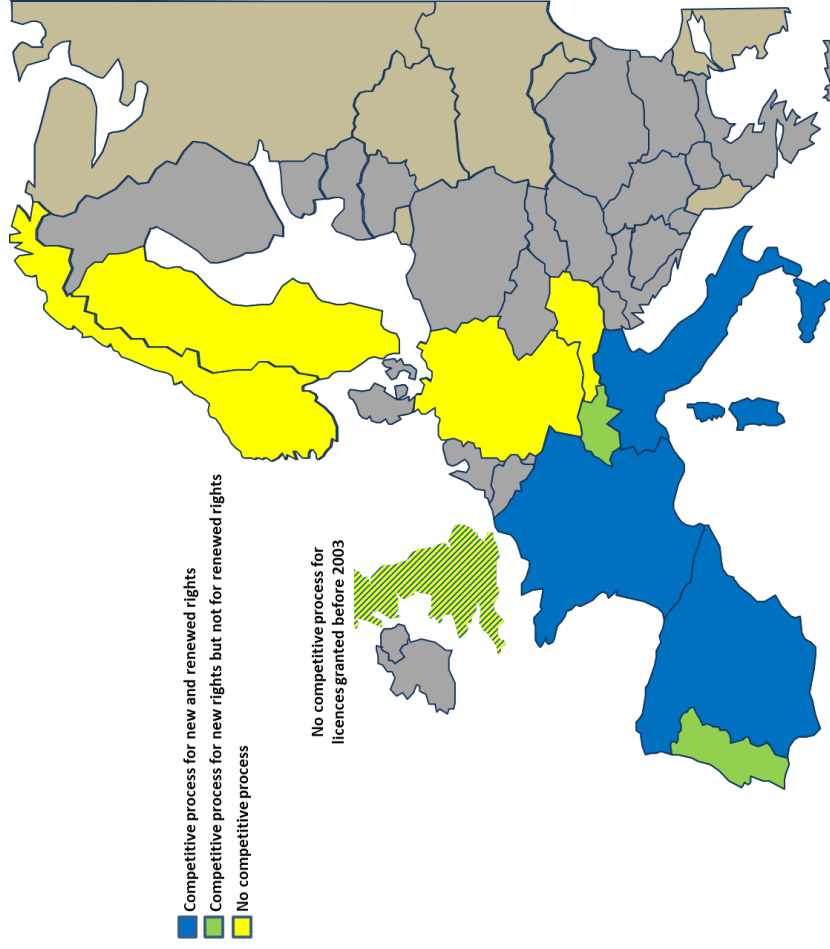 Competitive process for new and renewed rights
Competitive process for new rights but not for renewed rights
No competitive process
No competitive process for
licences granted before 2003